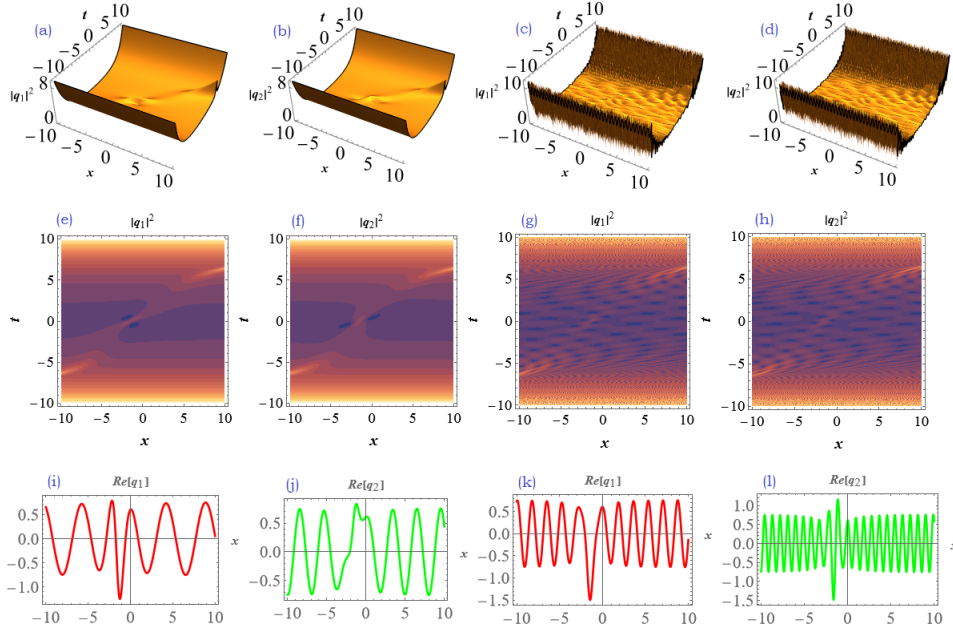 (a) (b) (c) (d)
t 10 5 0 −5 −10
t 10 5 0 −5 −10
t 10 5 0 −5 −10
t 10 5 0 −5 −10
8 |q₁|² 0 −10 −5 0 5 10 x
8 |q₂|² 0 −10 −5 0 5 10 x
10 |q₁|² 0 −10 −5 0 5 10 x
10 |q₂|² 0 −10 −5 0 5 10 x
(e) |q₁|² (f) |q₂|² (g) |q₁|² (h) |q₂|²
10 5 t 0 −5 −10
10 5 t 0 −5 −10
10 5 t 0 −5 −10
10 5 t 0 −5 −10
−10 −5 0 5 10
−10 −5 0 5 10
−10 −5 0 5 10
−10 −5 0 5 10
x x x x
(i) Re[q₁] (j) Re[q₂] (k) Re[q₁] (l) Re[q₂]
0.5 0.0 −0.5 −1.0 x
0.5 0.0 −0.5 x
0.5 0.0 −0.5 −1.0 −1.5 x
1.0 0.5 0.0 −0.5 −1.0 −1.5 x
−10 −5 0 5 10
−10 −5 0 5 10
−10 −5 0 5 10
−10 −5 0 5 10